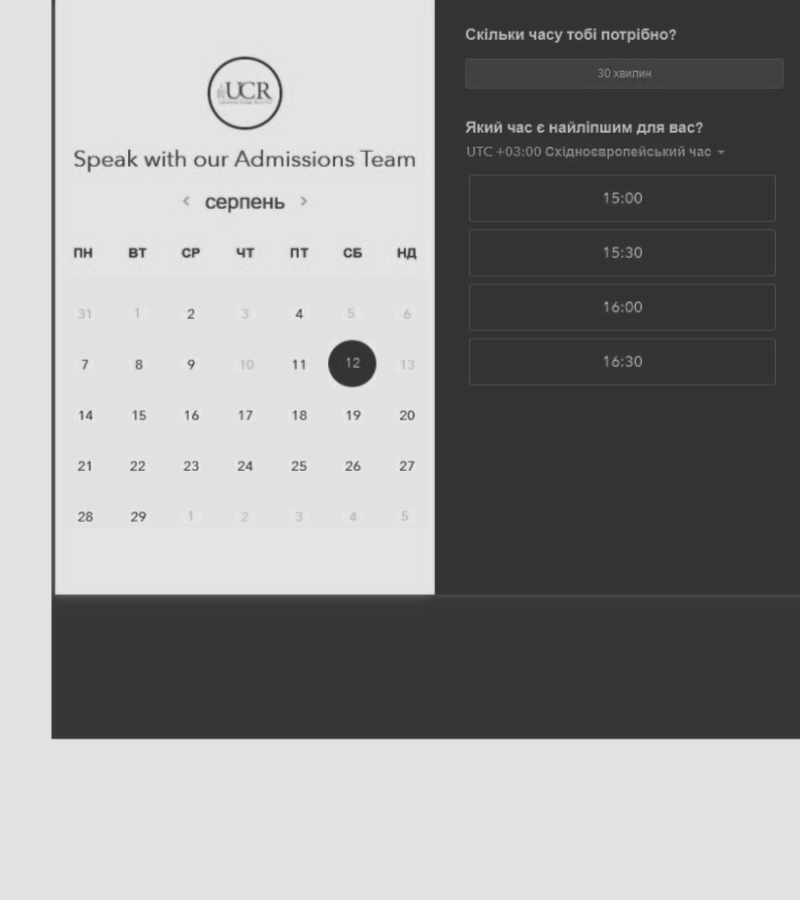 UCR
Speak with our Admissions Team
< серпень >
ПН ВТ СР ЧТ ПТ СБ НД
31 1 2 3 4 5 6
7 8 9 10 11 12 13
14 15 16 17 18 19 20
21 22 23 24 25 26 27
28 29 1 2 3 4 5
Скільки часу тобі потрібно?
30 хвилин
Який час є найліпшим для вас?
UTC +03:00 Східноєвропейський час
15:00
15:30
16:00
16:30